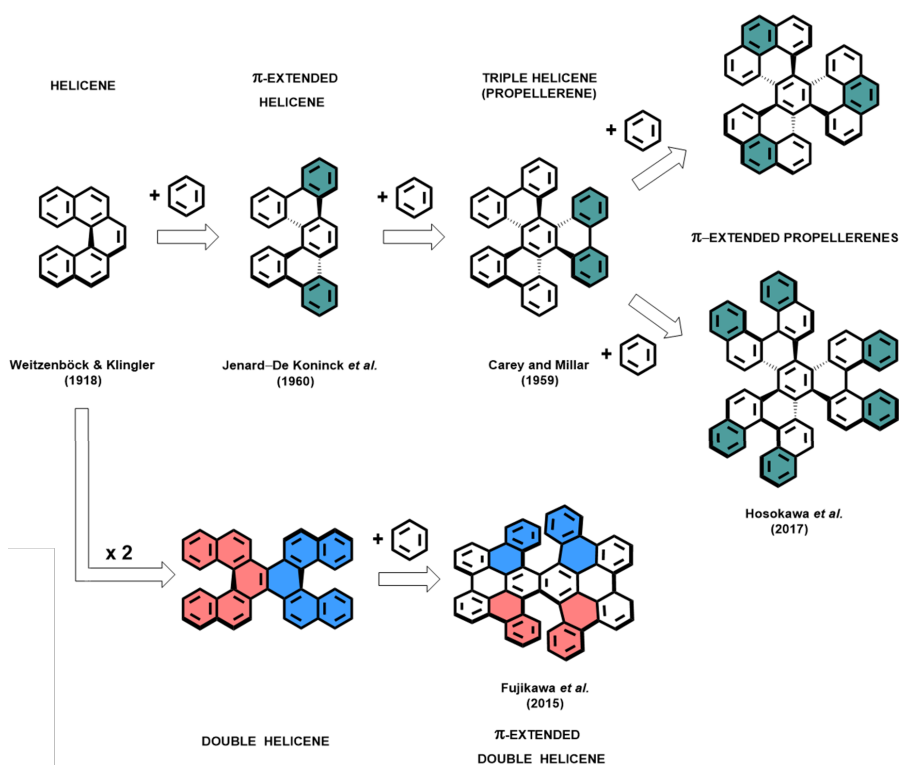 HELICENE
π-EXTENDED
HELICENE
TRIPLE HELICENE
(PROPELLERENE)
+
+
+
π–EXTENDED PROPELLERENES
+
Weitzenböck & Klingler
(1918)
Jenard–De Koninck et al.
(1960)
Carey and Millar
(1959)
Hosokawa et al.
(2017)
x 2
+
Fujikawa et al.
(2015)
DOUBLE HELICENE
π-EXTENDED
DOUBLE HELICENE